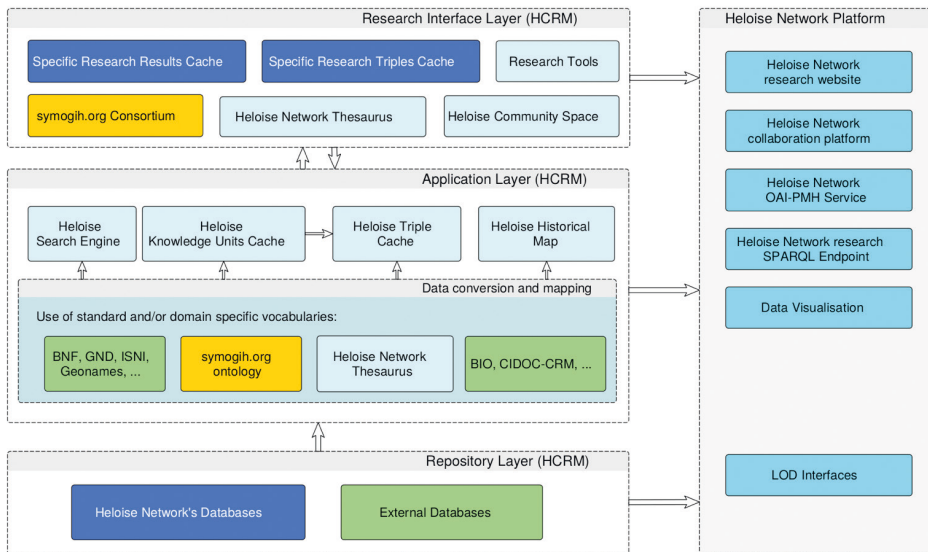 Research Interface Layer (HCRM)
Specific Research Results Cache
Specific Research Triples Cache
Research Tools
symogih.org Consortium
Heloise Network Thesaurus
Heloise Community Space
Application Layer (HCRM)
Heloise
Search Engine
Heloise
Knowledge Units Cache
Heloise Triple
Cache
Heloise Historical
Map
Data conversion and mapping
Use of standard and/or domain specific vocabularies:
BNF, GND, ISNI,
Geonames, ...
symogih.org
ontology
Heloise Network
Thesaurus
BIO, CIDOC-CRM, ...
Repository Layer (HCRM)
Heloise Network's Databases
External Databases
Heloise Network Platform
Heloise Network
research website
Heloise Network
collaboration platform
Heloise Network
OAI-PMH Service
Heloise Network research
SPARQL Endpoint
Data Visualisation
LOD Interfaces